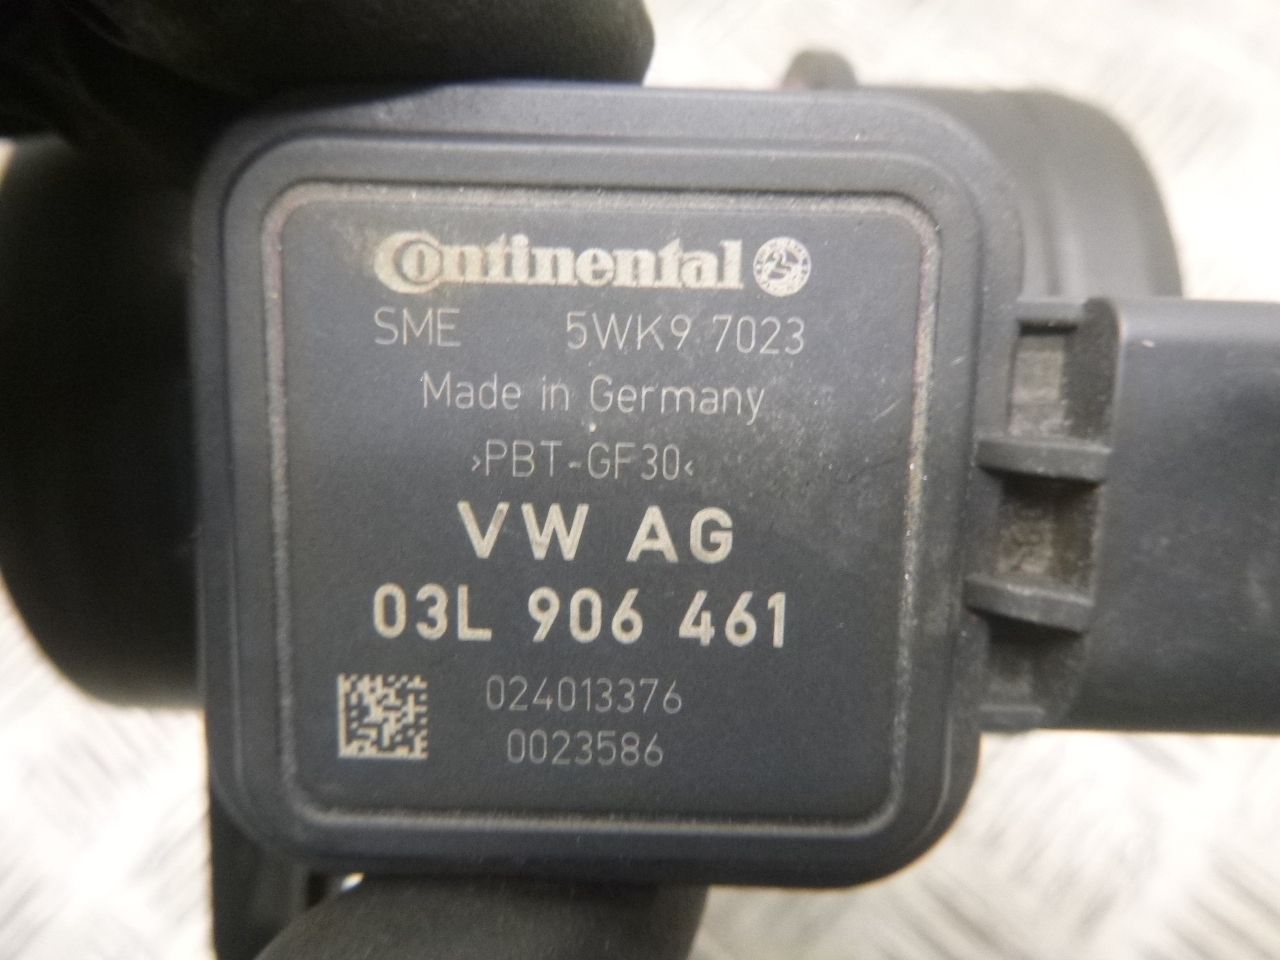 Continental
SME 5WK9 7023
Made in Germany
>PBT-GF30<
VW AG
03L 906 461
024013376
0023586